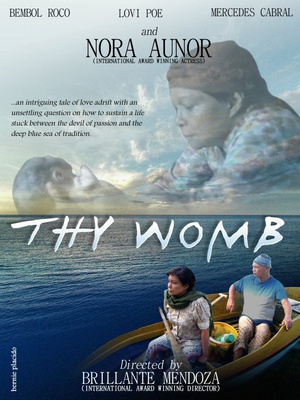 BEMBOL ROCO LOVI POE MERCEDES CABRAL
and
NORA AUNOR
(INTERNATIONAL AWARD WINNING ACTRESS)
...an intriguing tale of love adrift with an
unsettling question on how to sustain a life
stuck between the devil of passion and the
deep blue sea of tradition.
THY WOMB
Directed by
BRILLANTE MENDOZA
(INTERNATIONAL AWARD WINNING DIRECTOR)
bernie placido